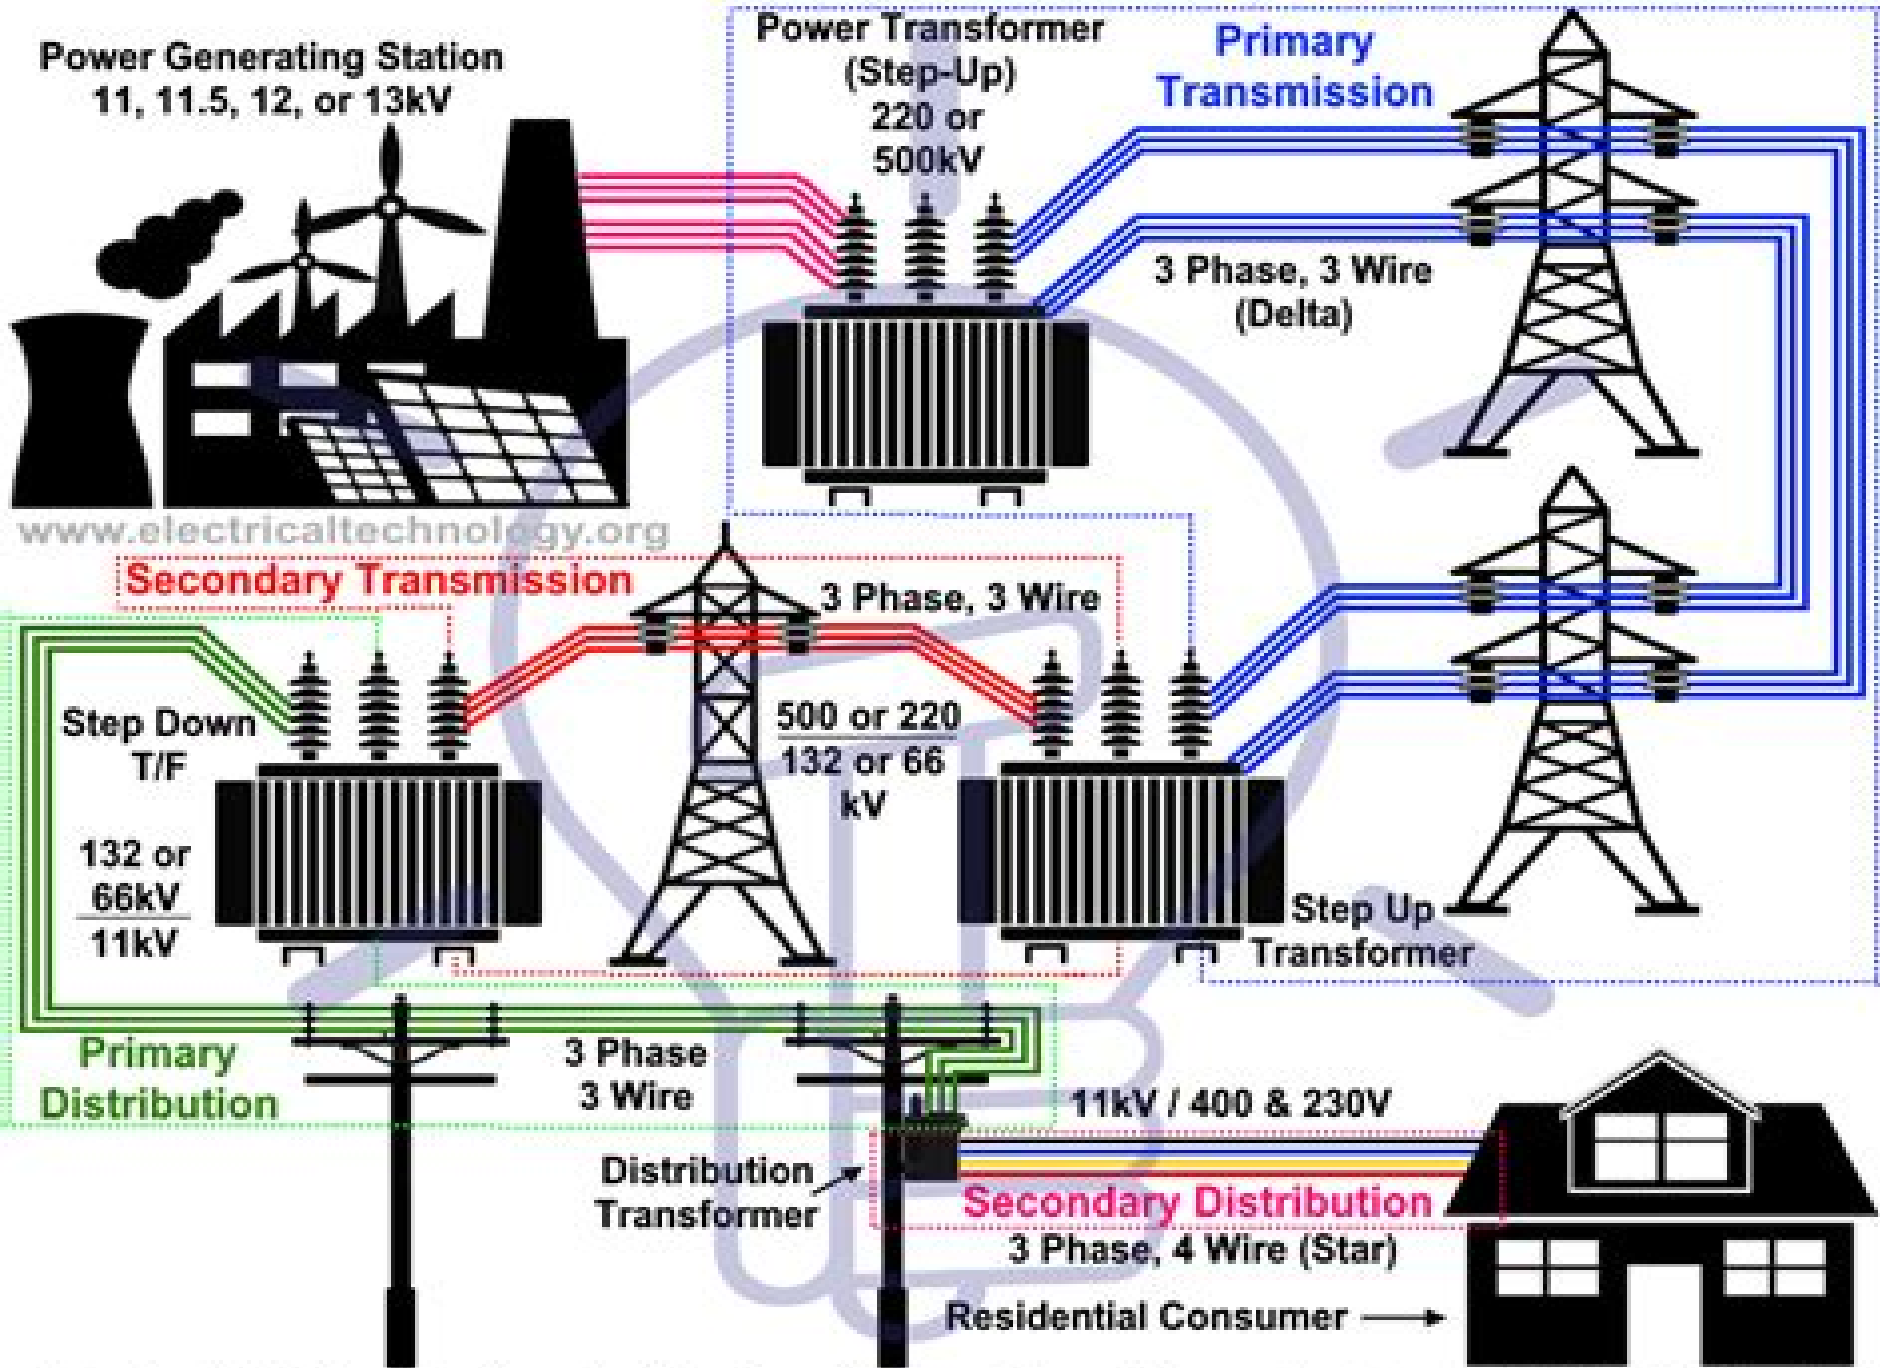 Power Generating Station
11, 11.5, 12, or 13kV
Power Transformer
(Step-Up)
220 or
500kV
Primary
Transmission
3 Phase, 3 Wire
(Delta)
www.electricaltechnology.org
Secondary Transmission
3 Phase, 3 Wire
Step Down
T/F
132 or
66kV
11kV
500 or 220
132 or 66
kV
Step Up
Transformer
Primary
Distribution
3 Phase
3 Wire
11kV / 400 & 230V
Distribution
Transformer
Secondary Distribution
3 Phase, 4 Wire (Star)
Residential Consumer